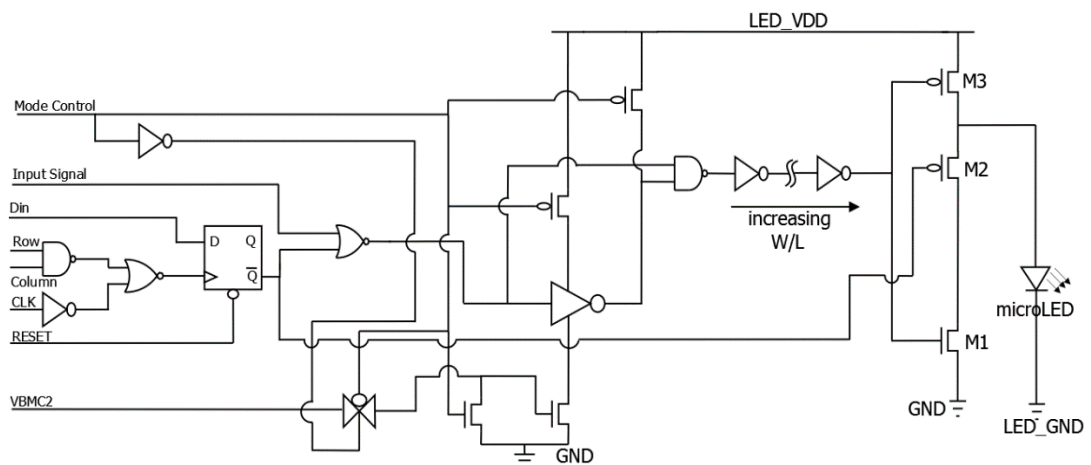 LED_VDD
M3
Mode Control
M2
Input Signal
increasing
W/L
Din
D Q
Row
Q̅
Column
CLK
microLED
RESET
M1
VBMC2
GND
GND
LED_GND